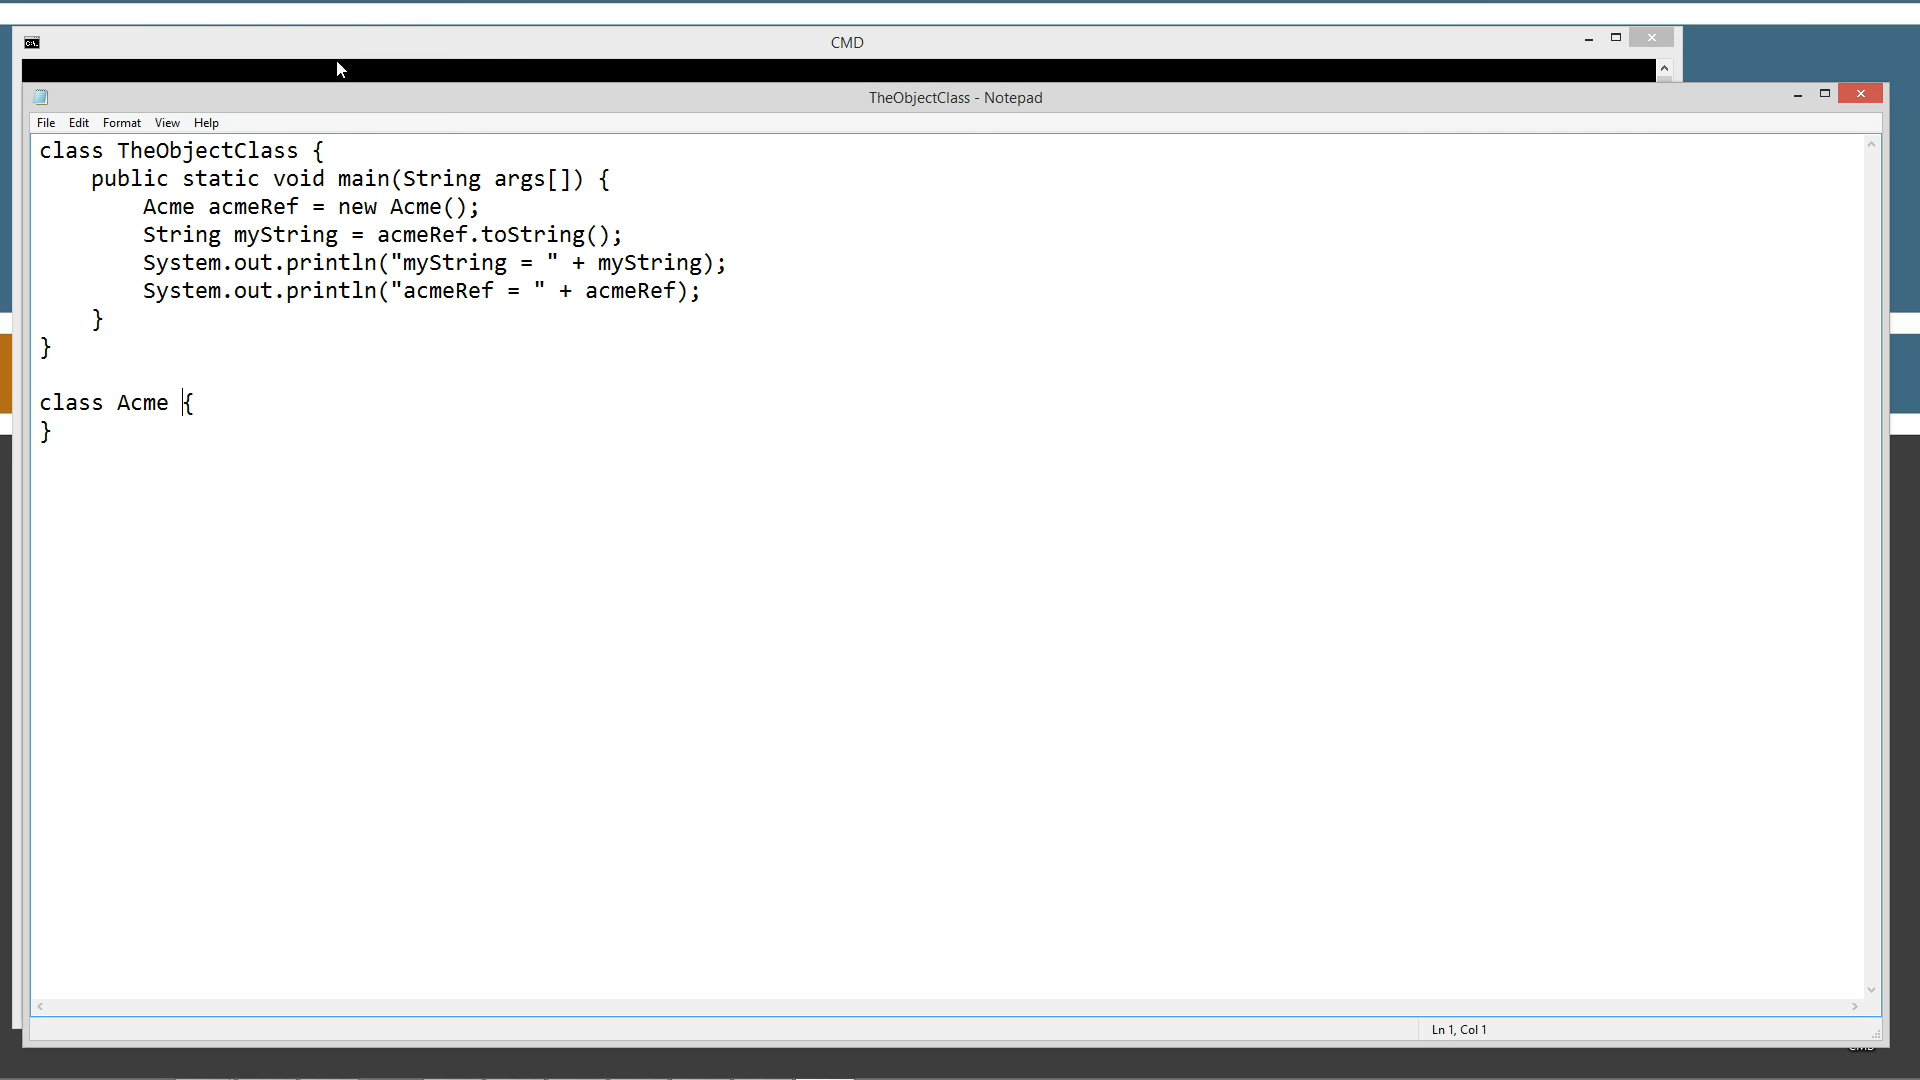 CMD
TheObjectClass - Notepad
File Edit Format View Help
class TheObjectClass {
    public static void main(String args[]) {
        Acme acmeRef = new Acme();
        String myString = acmeRef.toString();
        System.out.println("myString = " + myString);
        System.out.println("acmeRef = " + acmeRef);
    }
}
class Acme {
}
Ln 1, Col 1